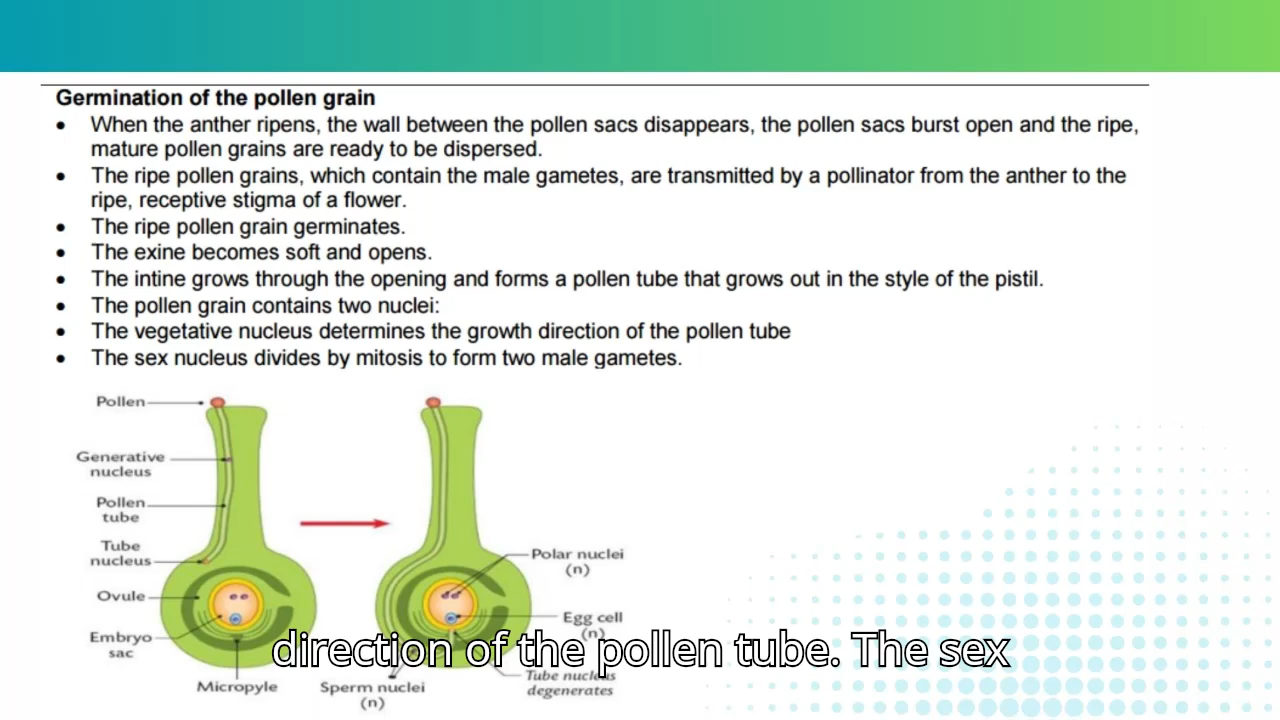 Germination of the pollen grain
• When the anther ripens, the wall between the pollen sacs disappears, the pollen sacs burst open and the ripe,
mature pollen grains are ready to be dispersed.
• The ripe pollen grains, which contain the male gametes, are transmitted by a pollinator from the anther to the
ripe, receptive stigma of a flower.
• The ripe pollen grain germinates.
• The exine becomes soft and opens.
• The intine grows through the opening and forms a pollen tube that grows out in the style of the pistil.
• The pollen grain contains two nuclei:
• The vegetative nucleus determines the growth direction of the pollen tube
• The sex nucleus divides by mitosis to form two male gametes.
Pollen
Generative
nucleus
Pollen
tube
Tube
nucleus
Ovule
Embryo
sac
Micropyle
Polar nuclei
(n)
Egg cell
(n)
Sperm nuclei
(n)
Tube nucleus
degenerates
direction of the pollen tube. The sex